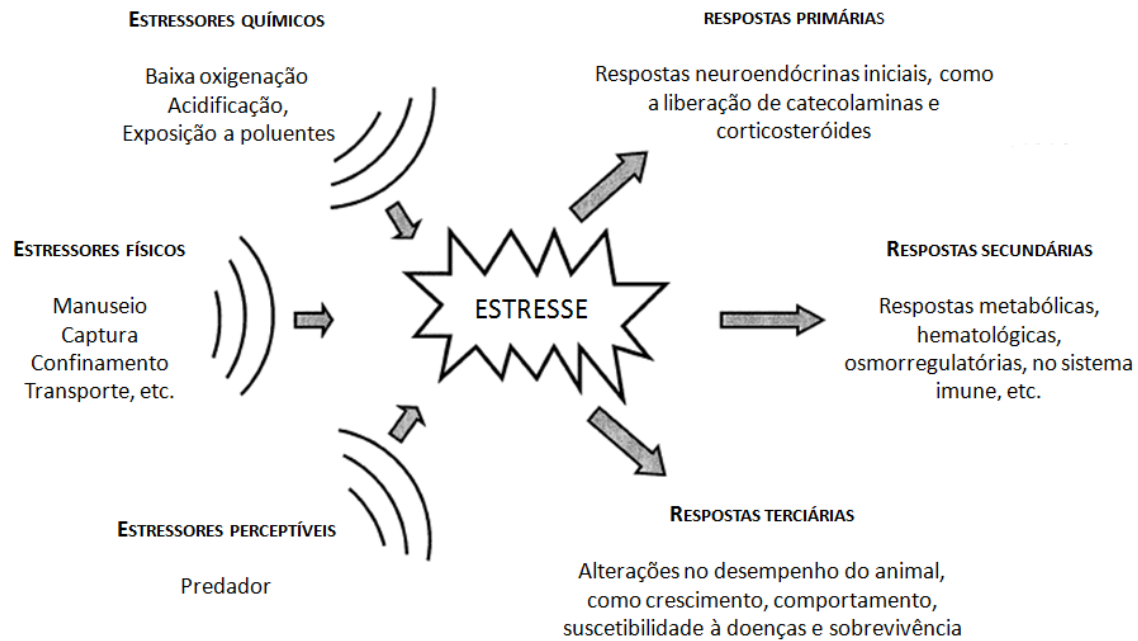 ESTRESSORES QUÍMICOS
Baixa oxigenação
Acidificação,
Exposição a poluentes
ESTRESSORES FÍSICOS
Manuseio
Captura
Confinamento
Transporte, etc.
ESTRESSORES PERCEPTÍVEIS
Predador
ESTRESSE
RESPOSTAS PRIMÁRIAS
Respostas neuroendócrinas iniciais, como
a liberação de catecolaminas e
corticosteróides
RESPOSTAS SECUNDÁRIAS
Respostas metabólicas,
hematológicas,
osmorregulatórias, no sistema
imune, etc.
RESPOSTAS TERCIÁRIAS
Alterações no desempenho do animal,
como crescimento, comportamento,
suscetibilidade à doenças e sobrevivência